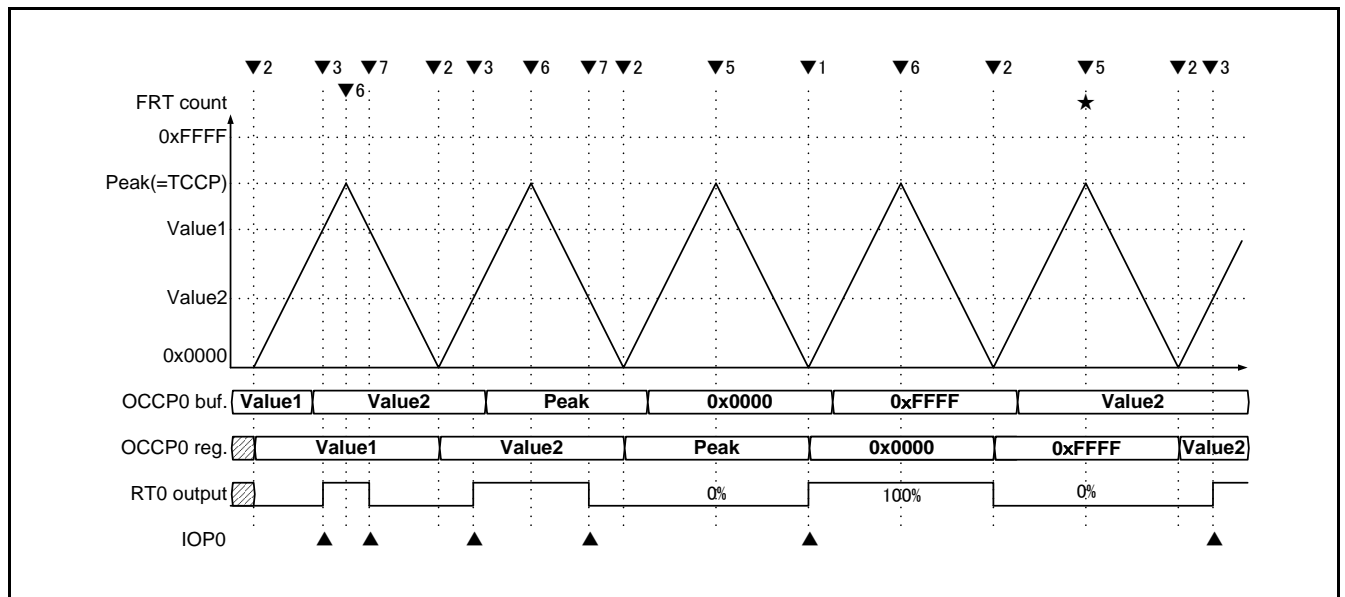 ▼2 ▼3 ▼7 ▼2 ▼3 ▼6 ▼7 ▼2 ▼5 ▼1 ▼6 ▼2 ▼5 ▼2 ▼3
▼6
FRT count ★
0xFFFF
Peak(=TCCP)
Value1
Value2
0x0000
OCCP0 buf. Value1 Value2 Peak 0x0000 0xFFFF Value2
OCCP0 reg. Value1 Value2 Peak 0x0000 0xFFFF Value2
RT0 output 0% 100% 0%
IOP0 ▲ ▲ ▲ ▲ ▲ ▲